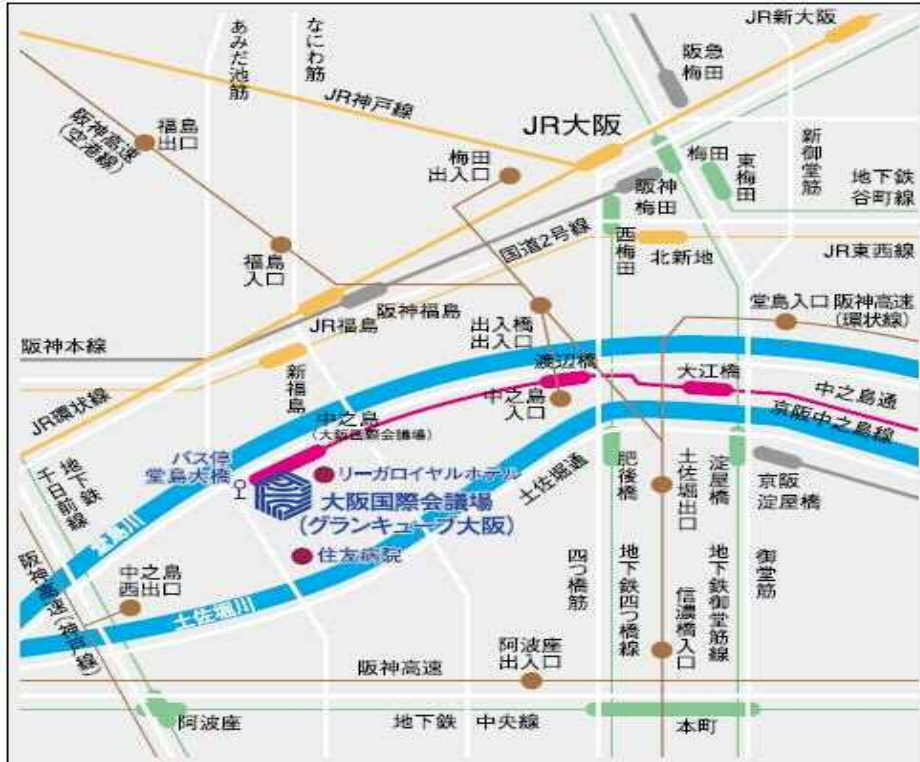 JR新大阪
あみだ池筋
なにわ筋
阪急
梅田
JR神戸線
JR大阪
阪神高速
(空港線)
福島
出口
梅田
出入口
梅田
東梅田
新御堂筋
地下鉄
谷町線
阪神
梅田
国道2号線
西梅田
北新地
JR東西線
福島
入口
JR福島
阪神福島
出入橋
出入口
堂島入口
阪神高速
(環状線)
阪神本線
新福島
渡辺橋
大江橋
中之島
入口
中之島通
京阪中之島線
JR環状線
中之島
(大阪国際会議場)
バス停
堂島大橋
リーガロイヤルホテル
大阪国際会議場
(グランキューブ大阪)
住友病院
土佐堀通
肥後橋
土佐堀出口
淀屋橋
京阪
淀屋橋
地下鉄
千日前線
堂島川
土佐堀川
阪神高速(神戸線)
中之島
西出口
四つ橋筋
地下鉄四つ橋線
信濃橋入口
地下鉄御堂筋線
御堂筋
阪神高速
阿波座
出入口
阿波座
地下鉄
中央線
本町